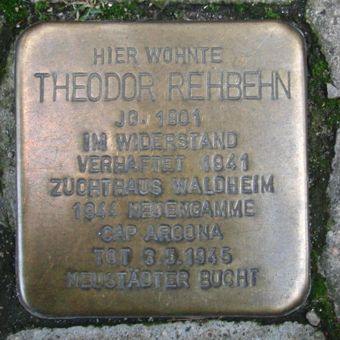 HIER WOHNTE
THEODOR REHBEHN
JG. 1901
IM WIDERSTAND
VERHAFTET 1941
ZUCHTHAUS WALDHEIM
1944 NEUENGAMME
CAP ARCONA
TOT 3.5.1945
NEUSTÄDTER BUCHT